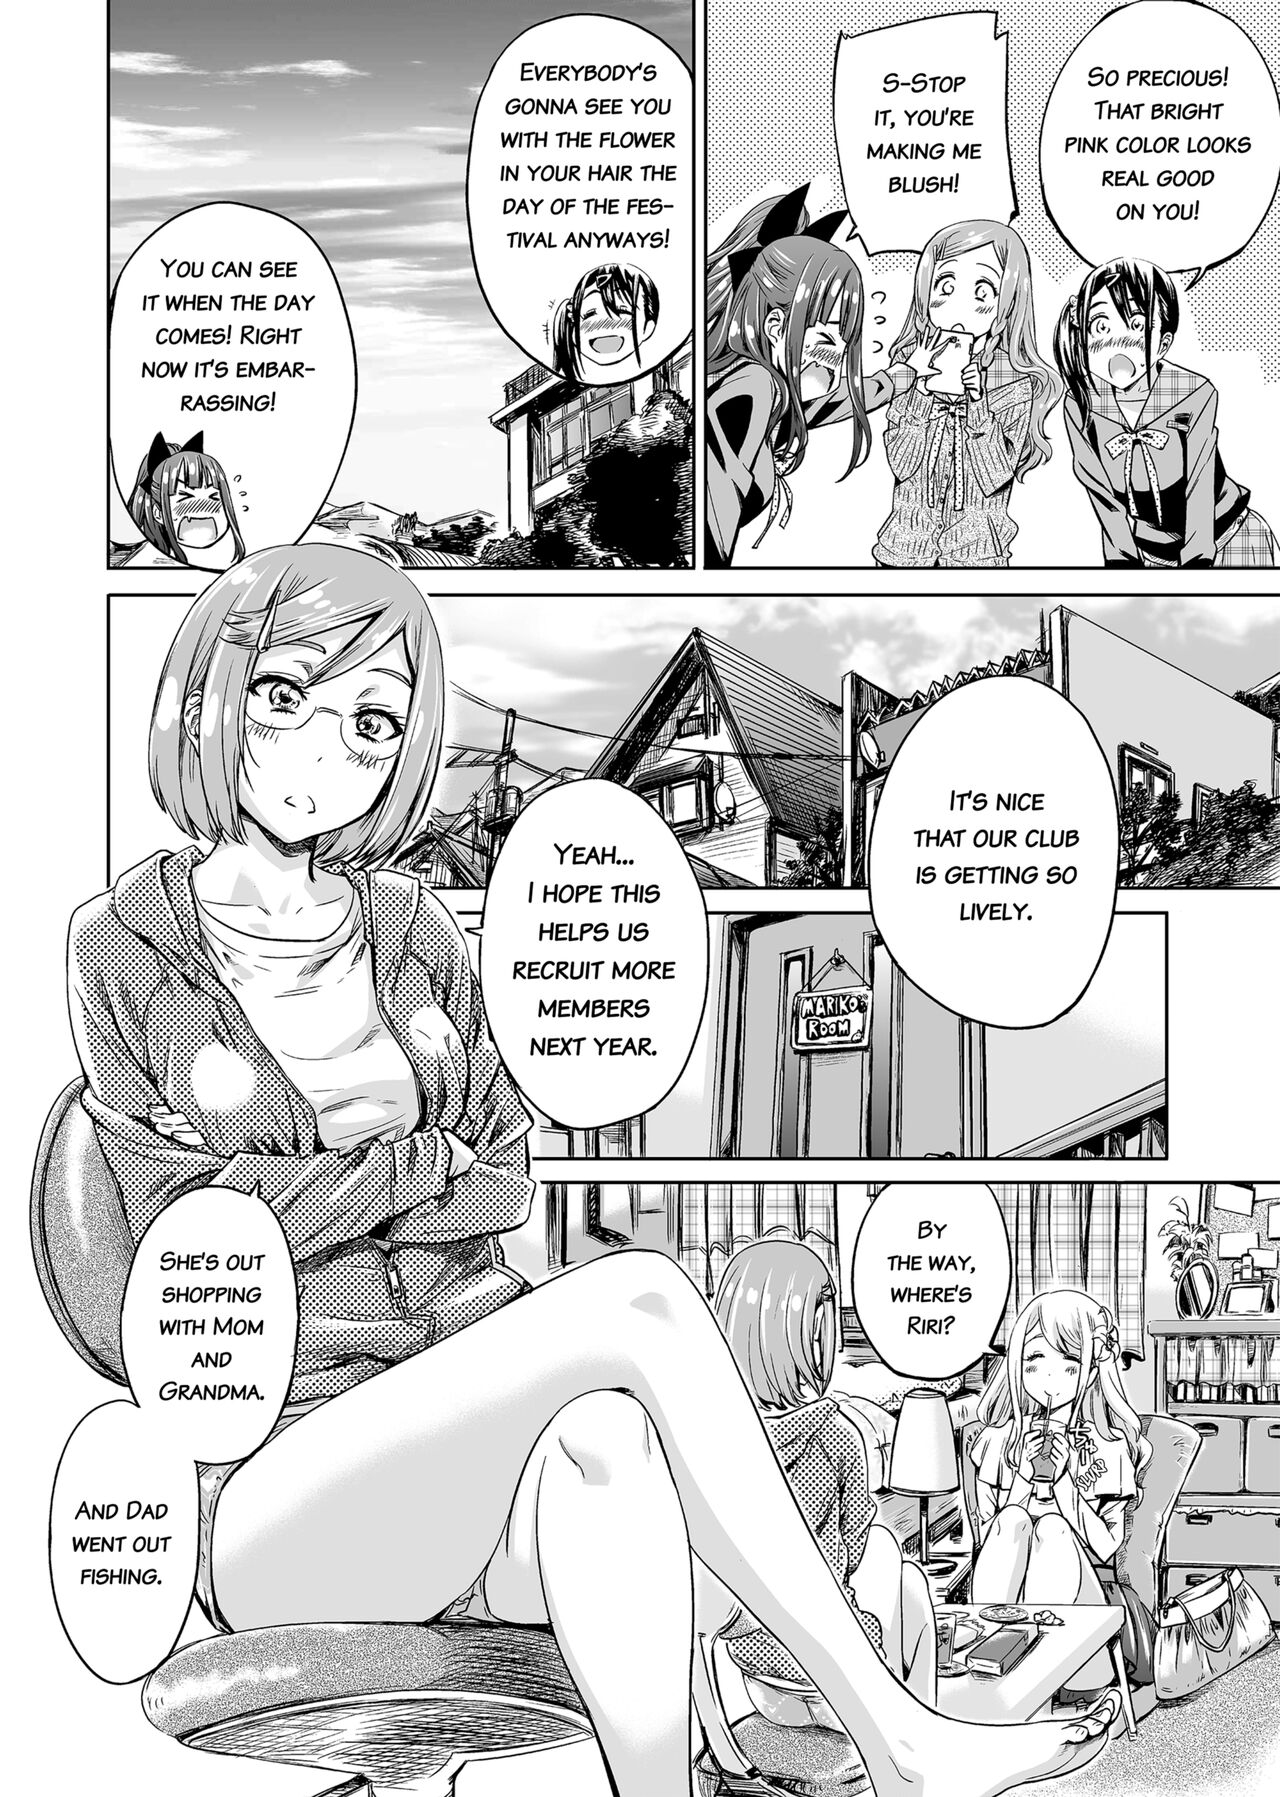 SO PRECIOUS!
THAT BRIGHT
PINK COLOR LOOKS
REAL GOOD
ON YOU!
S-STOP
IT, YOU'RE
MAKING ME
BLUSH!
EVERYBODY'S
GONNA SEE YOU
WITH THE FLOWER
IN YOUR HAIR THE
DAY OF THE FES-
TIVAL ANYWAYS!
YOU CAN SEE
IT WHEN THE DAY
COMES! RIGHT
NOW IT'S EMBAR-
RASSING!
IT'S NICE
THAT OUR CLUB
IS GETTING SO
LIVELY.
YEAH...
I HOPE THIS
HELPS US
RECRUIT MORE
MEMBERS
NEXT YEAR.
MARIKO'S
ROOM
BY
THE WAY,
WHERE'S
RIRI?
SLURP
SHE'S OUT
SHOPPING
WITH MOM
AND
GRANDMA.
AND DAD
WENT OUT
FISHING.